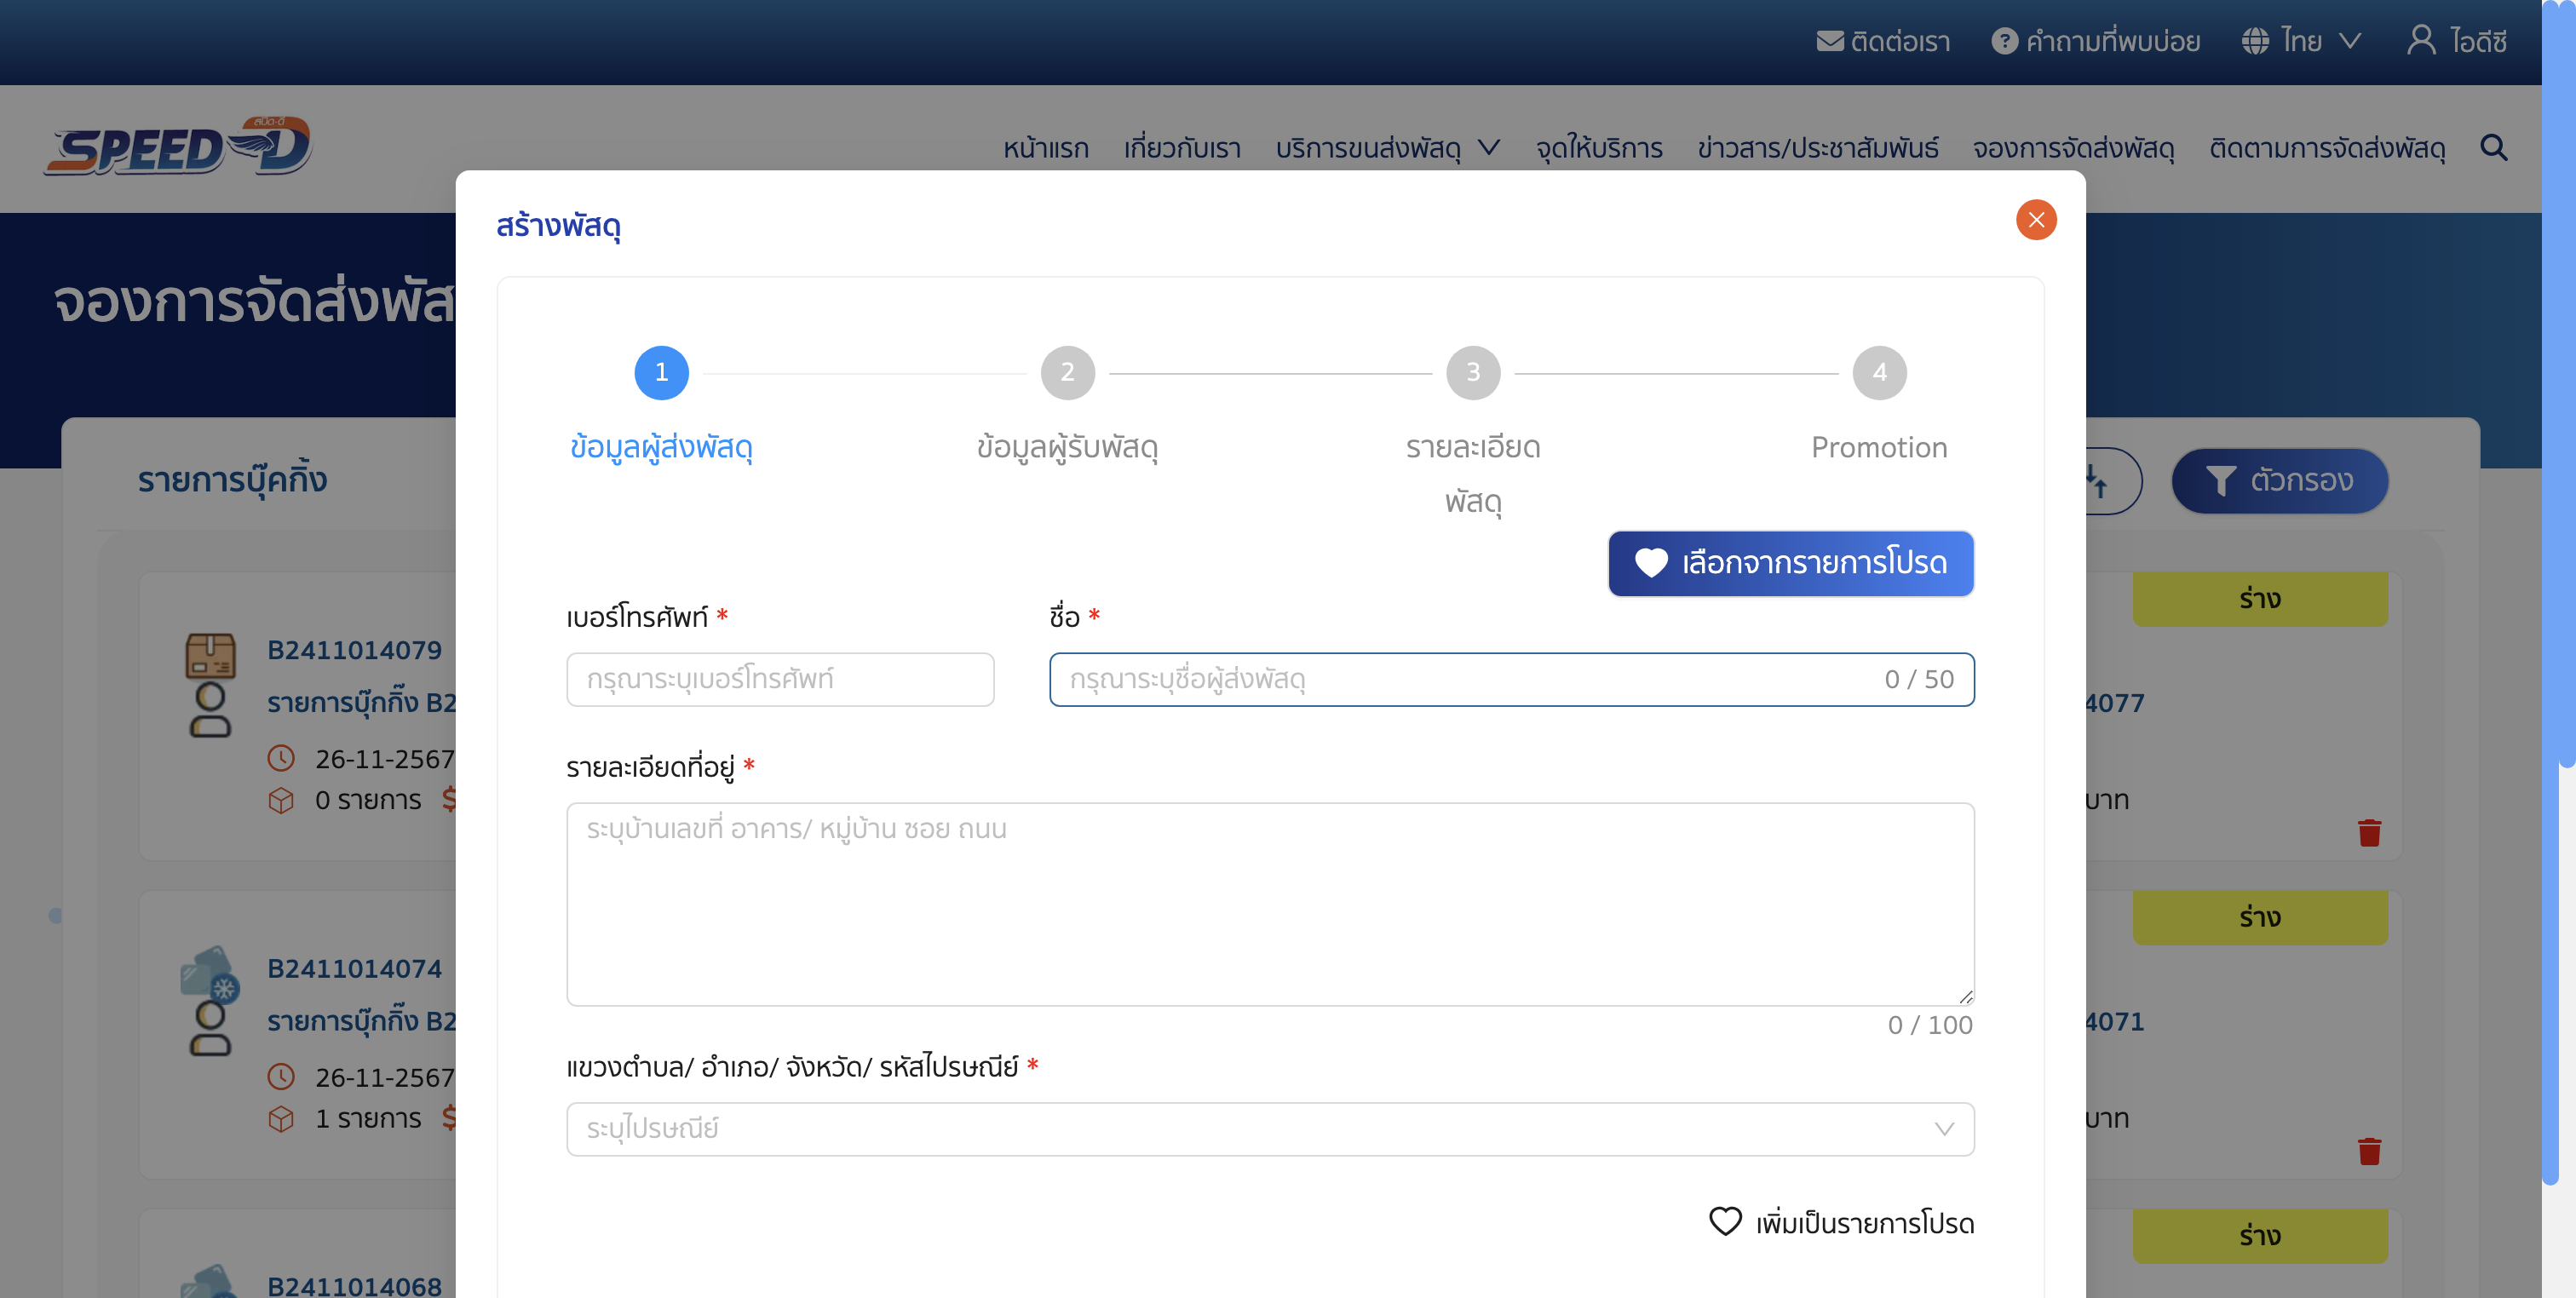 ติดต่อเรา ? คำถามที่พบบ่อย ไทย ไอดีซี
สปีด-ดี
SPEED-D
หน้าแรก เกี่ยวกับเรา บริการขนส่งพัสดุ จุดให้บริการ ข่าวสาร/ประชาสัมพันธ์ จองการจัดส่งพัสดุ ติดตามการจัดส่งพัสดุ
สร้างพัสดุ
จองการจัดส่งพัส
1 2 3 4
ข้อมูลผู้ส่งพัสดุ ข้อมูลผู้รับพัสดุ รายละเอียด Promotion
พัสดุ
รายการบุ๊คกิ้ง
ตัวกรอง
เลือกจากรายการโปรด
เบอร์โทรศัพท์ * ชื่อ *
กรุณาระบุเบอร์โทรศัพท์ กรุณาระบุชื่อผู้ส่งพัสดุ 0 / 50
รายละเอียดที่อยู่ *
ระบุบ้านเลขที่ อาคาร/ หมู่บ้าน ซอย ถนน
0 / 100
แขวงตำบล/ อำเภอ/ จังหวัด/ รหัสไปรษณีย์ *
ระบุไปรษณีย์
เพิ่มเป็นรายการโปรด
B2411014079
รายการบุ๊กกิ้ง B2
26-11-2567
0 รายการ $
B2411014074
รายการบุ๊กกิ้ง B2
26-11-2567
1 รายการ $
B2411014068
ร่าง
4077
บาท
ร่าง
4071
บาท
ร่าง